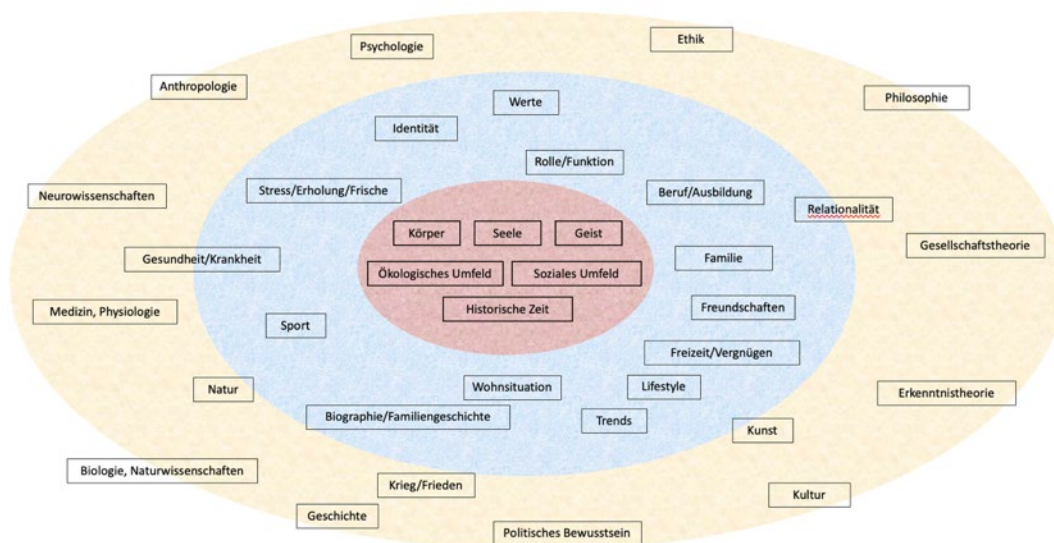 Ethik
Psychologie
Anthropologie
Philosophie
Werte
Identität
Rolle/Funktion
Stress/Erholung/Frische
Beruf/Ausbildung
Neurowissenschaften
Relationalität
Körper
Seele
Geist
Gesellschaftstheorie
Gesundheit/Krankheit
Familie
Ökologisches Umfeld
Soziales Umfeld
Medizin, Physiologie
Historische Zeit
Freundschaften
Sport
Freizeit/Vergnügen
Natur
Wohnsituation
Lifestyle
Erkenntnistheorie
Biographie/Familiengeschichte
Trends
Kunst
Biologie, Naturwissenschaften
Krieg/Frieden
Kultur
Geschichte
Politisches Bewusstsein